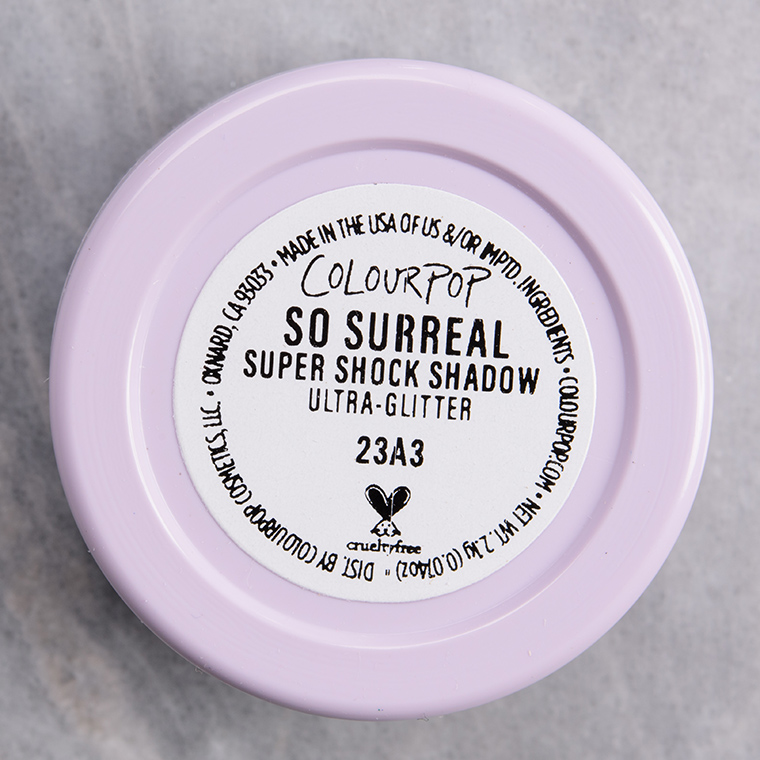 COLOURPOP
SO SURREAL
SUPER SHOCK SHADOW
ULTRA-GLITTER
23A3
crueltyfree
MADE IN THE USA OF US &/OR IMPTD. INGREDIENTS • COLOURPOP.COM • NET WT. 2.1g (0.074oz) " DIST. BY COLOURPOP COSMETICS, LLC. • OXNARD, CA 93033 •